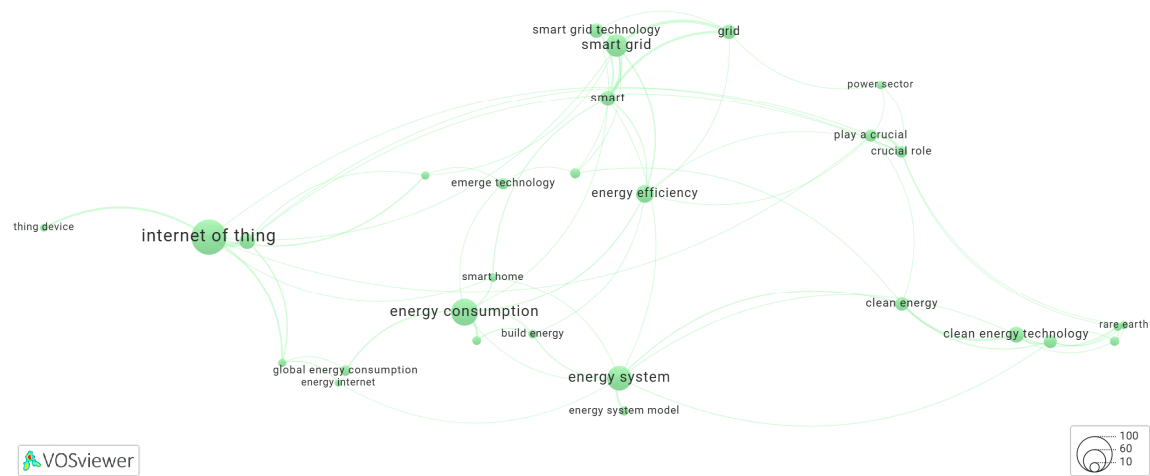 smart grid technology
grid
smart grid
power sector
smart
play a crucial
crucial role
emerge technology
energy efficiency
thing device
internet of thing
smart home
clean energy
energy consumption
build energy
rare earth
clean energy technology
global energy consumption
energy system
energy internet
energy system model
VOSviewer
100
60
10